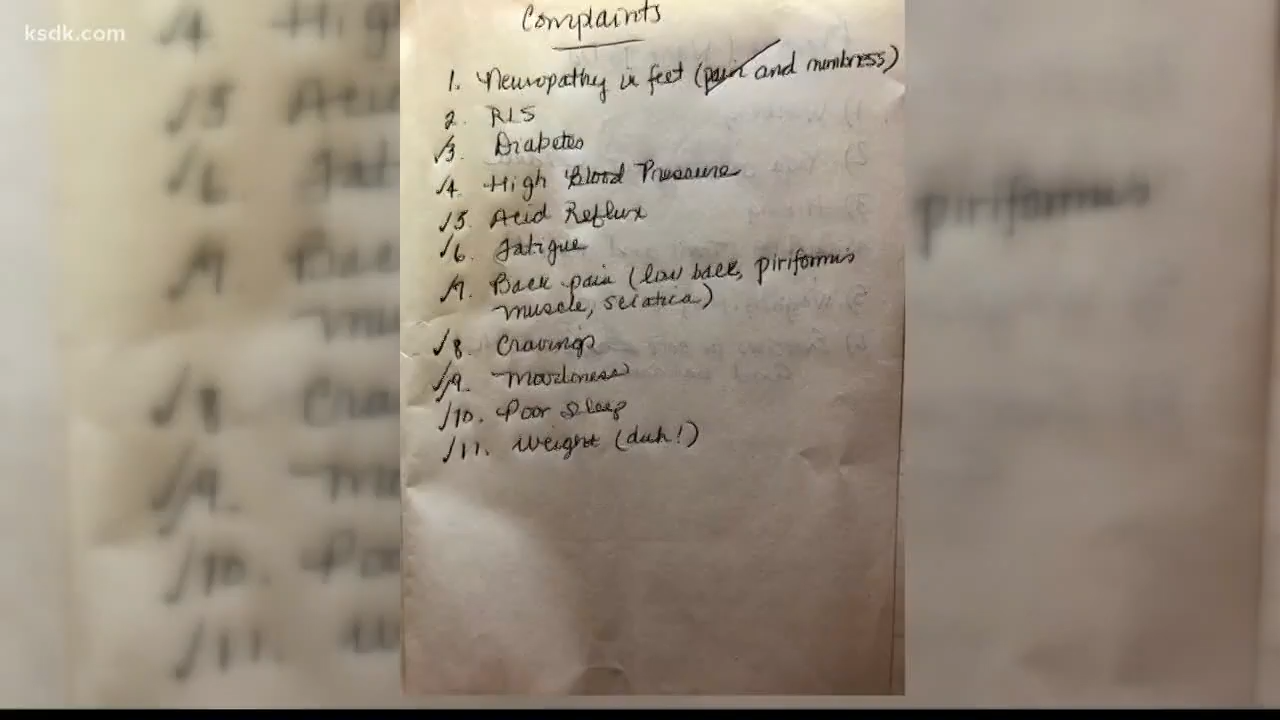 ksdk.com
Complaints
1. Neuropathy in feet (pain and numbness)
2. RLS
√3. Diabetes
√4. High Blood Pressure
√5. Acid Reflux
√6. fatigue
√7. Back pain (low back, piriformis
muscle, sciatica)
√8. Cravings
√9. Moodiness
√10. Poor Sleep
√11. Weight (duh!)